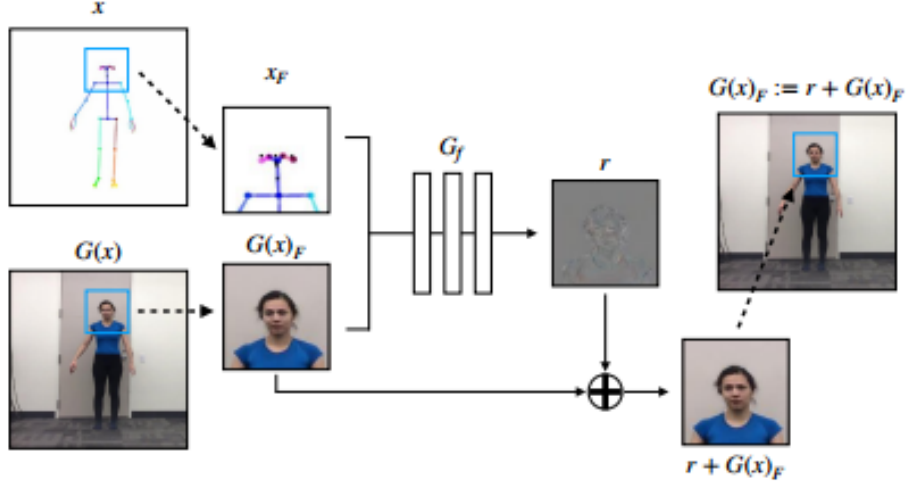 x
x_F
G(x)_F := r + G(x)_F
G_f
r
G(x)
G(x)_F
r + G(x)_F